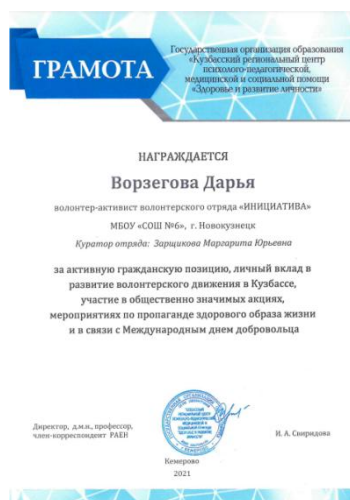 ГРАМОТА
Государственная организация образования
«Кузбасский региональный центр
психолого-педагогической,
медицинской и социальной помощи
«Здоровье и развитие личности»
НАГРАЖДАЕТСЯ
Ворзегова Дарья
волонтер-активист волонтерского отряда «ИНИЦИАТИВА»
МБОУ «СОШ №6», г. Новокузнецк
Куратор отряда: Зарщикова Маргарита Юрьевна
за активную гражданскую позицию, личный вклад в
развитие волонтерского движения в Кузбассе,
участие в общественно значимых акциях,
мероприятиях по пропаганде здорового образа жизни
и в связи с Международным днем добровольца
Директор, д.м.н., профессор,
член-корреспондент РАЕН
И. А. Свиридова
Кемерово
2021